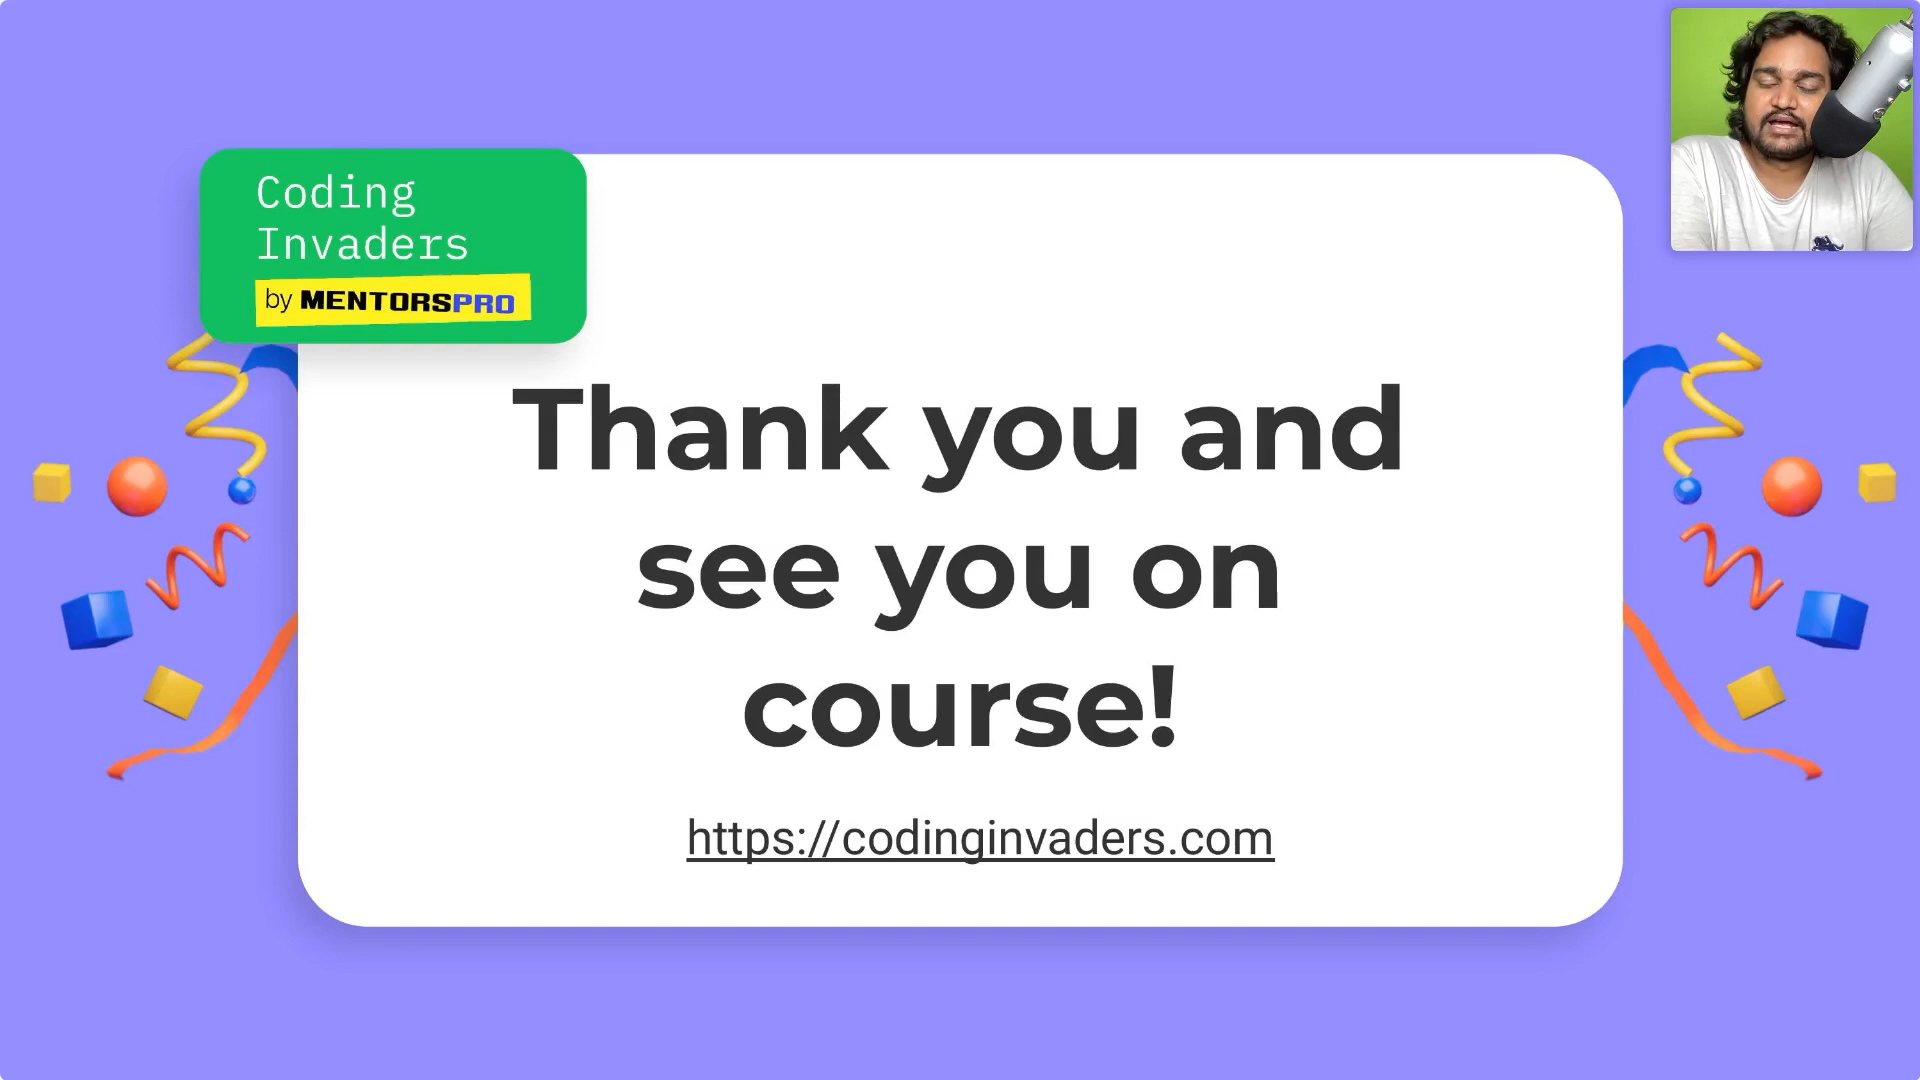 Coding
Invaders
by MENTORSPRO
Thank you and
see you on
course!
https://codinginvaders.com